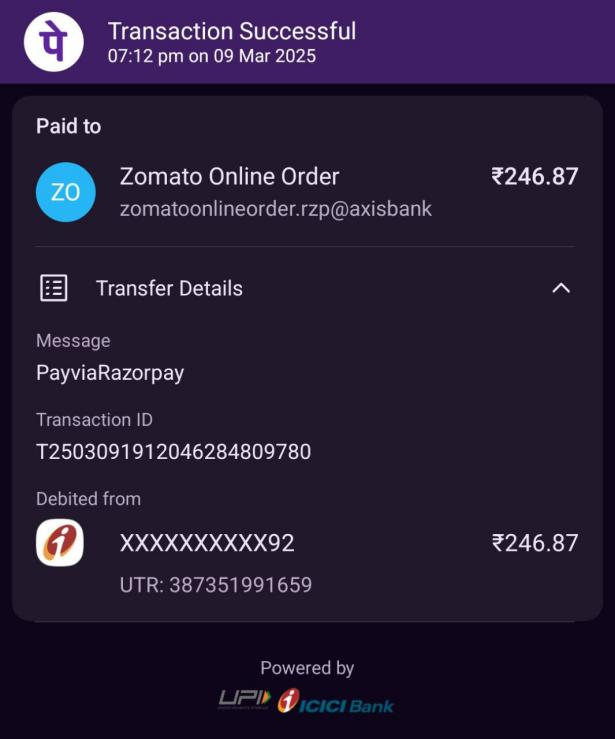 पे
Transaction Successful
07:12 pm on 09 Mar 2025
Paid to
ZO
Zomato Online Order
₹246.87
zomatoonlineorder.rzp@axisbank
Transfer Details
Message
PayviaRazorpay
Transaction ID
T2503091912046284809780
Debited from
XXXXXXXXXX92
₹246.87
UTR: 387351991659
Powered by
UPI
ICICI Bank